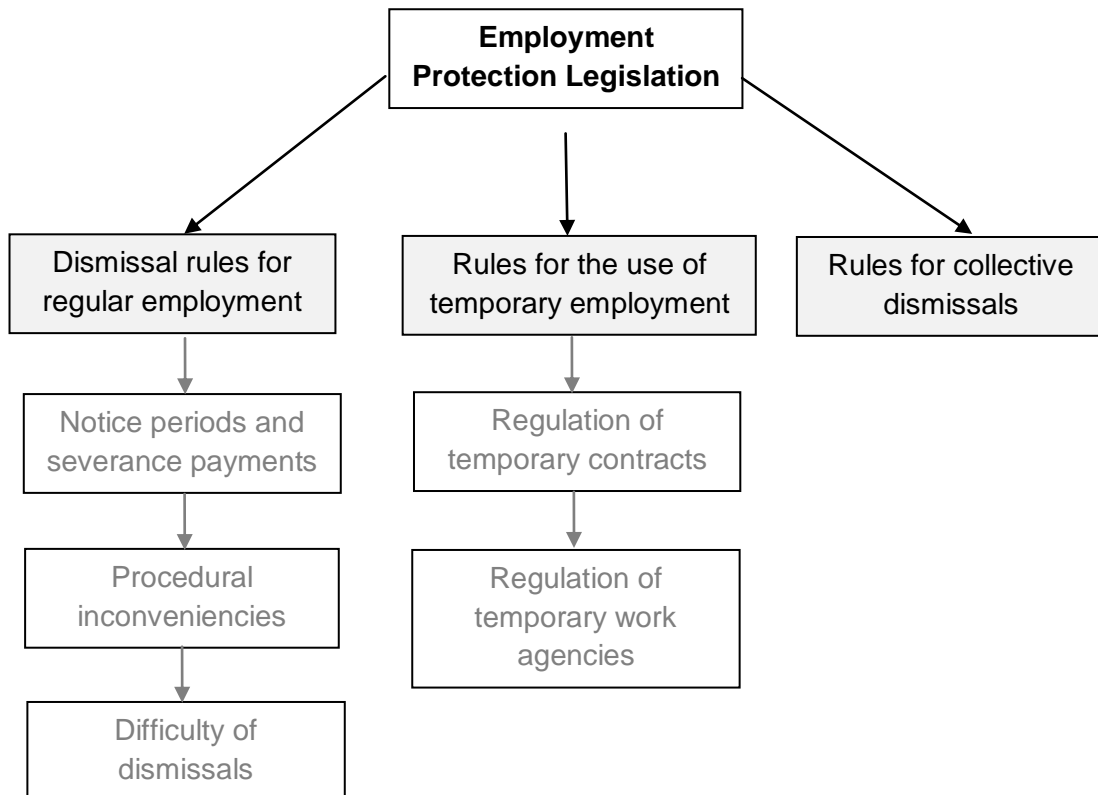 Employment
Protection Legislation
Dismissal rules for
regular employment
Rules for the use of
temporary employment
Rules for collective
dismissals
Notice periods and
severance payments
Regulation of
temporary contracts
Procedural
inconveniencies
Regulation of
temporary work
agencies
Difficulty of
dismissals